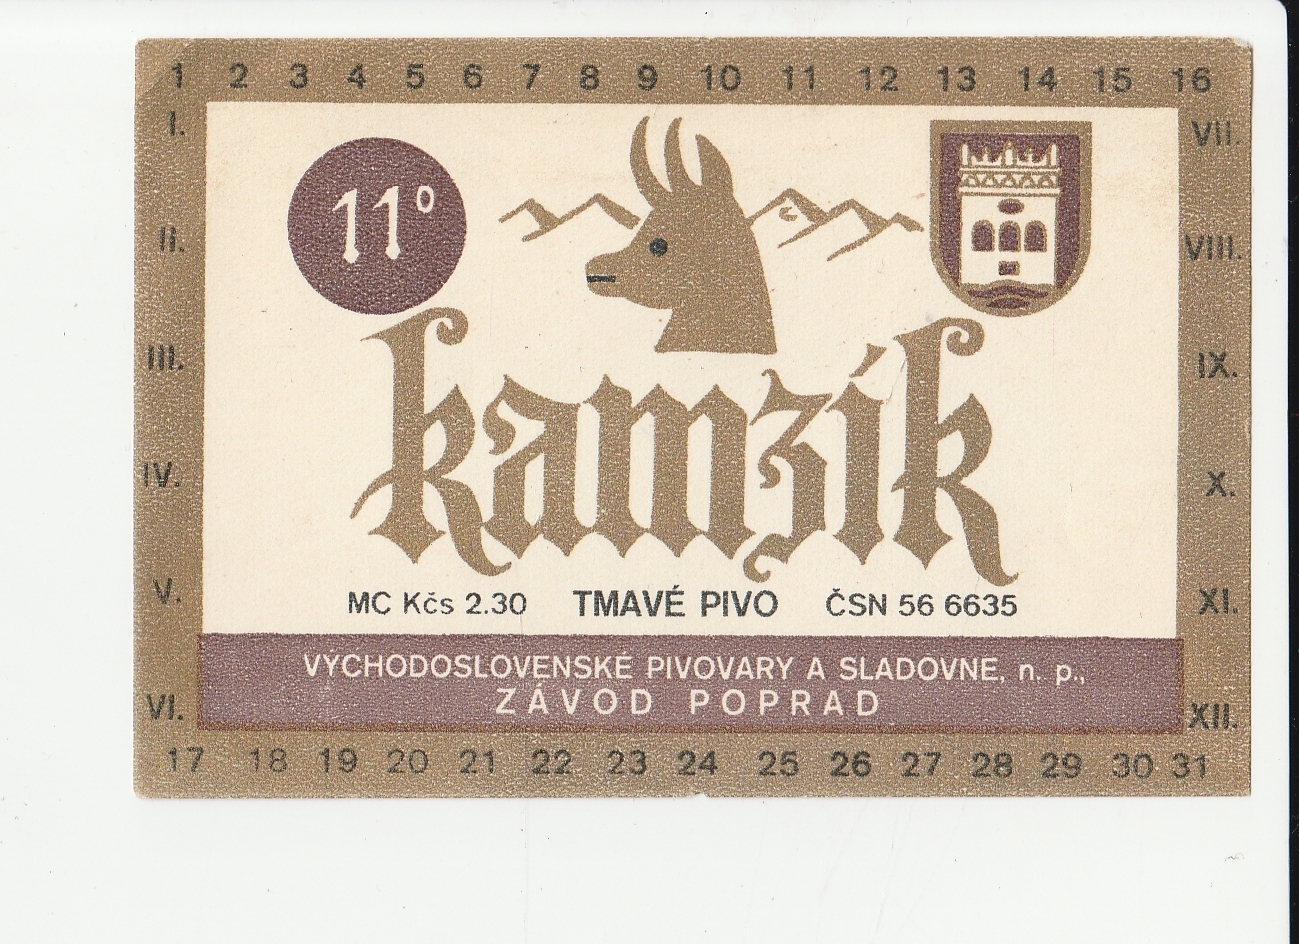 1 2 3 4 5 6 7 8 9 10 11 12 13 14 15 16
I. VII.
11º
II. VIII.
III. IX.
kamzík
IV. X.
V. XI.
MC Kčs 2.30 TMAVÉ PIVO ČSN 56 6635
VÝCHODOSLOVENSKÉ PIVOVARY A SLADOVNE, n. p.,
ZÁVOD POPRAD
VI. XII.
17 18 19 20 21 22 23 24 25 26 27 28 29 30 31